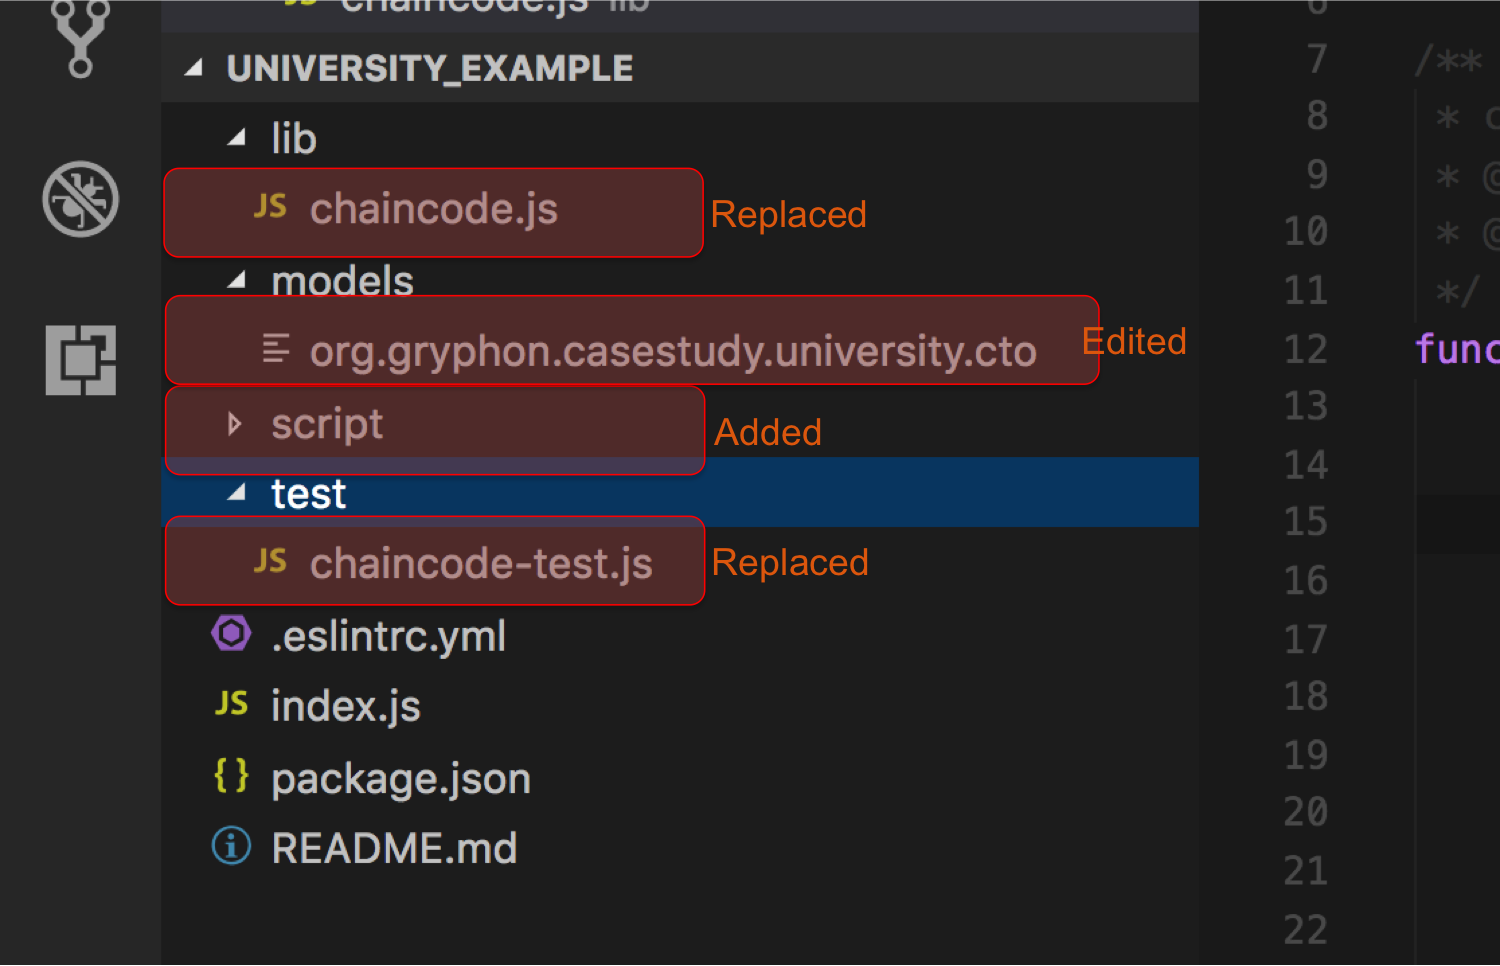 JS chaincode.js lib
UNIVERSITY_EXAMPLE
lib
JS chaincode.js Replaced
models
org.gryphon.casestudy.university.cto Edited
script Added
test
JS chaincode-test.js Replaced
.eslintrc.yml
JS index.js
{} package.json
README.md
6
7 /**
8 *
9 * @
10 * @
11 */
12 func
13
14
15
16
17
18
19
20
21
22